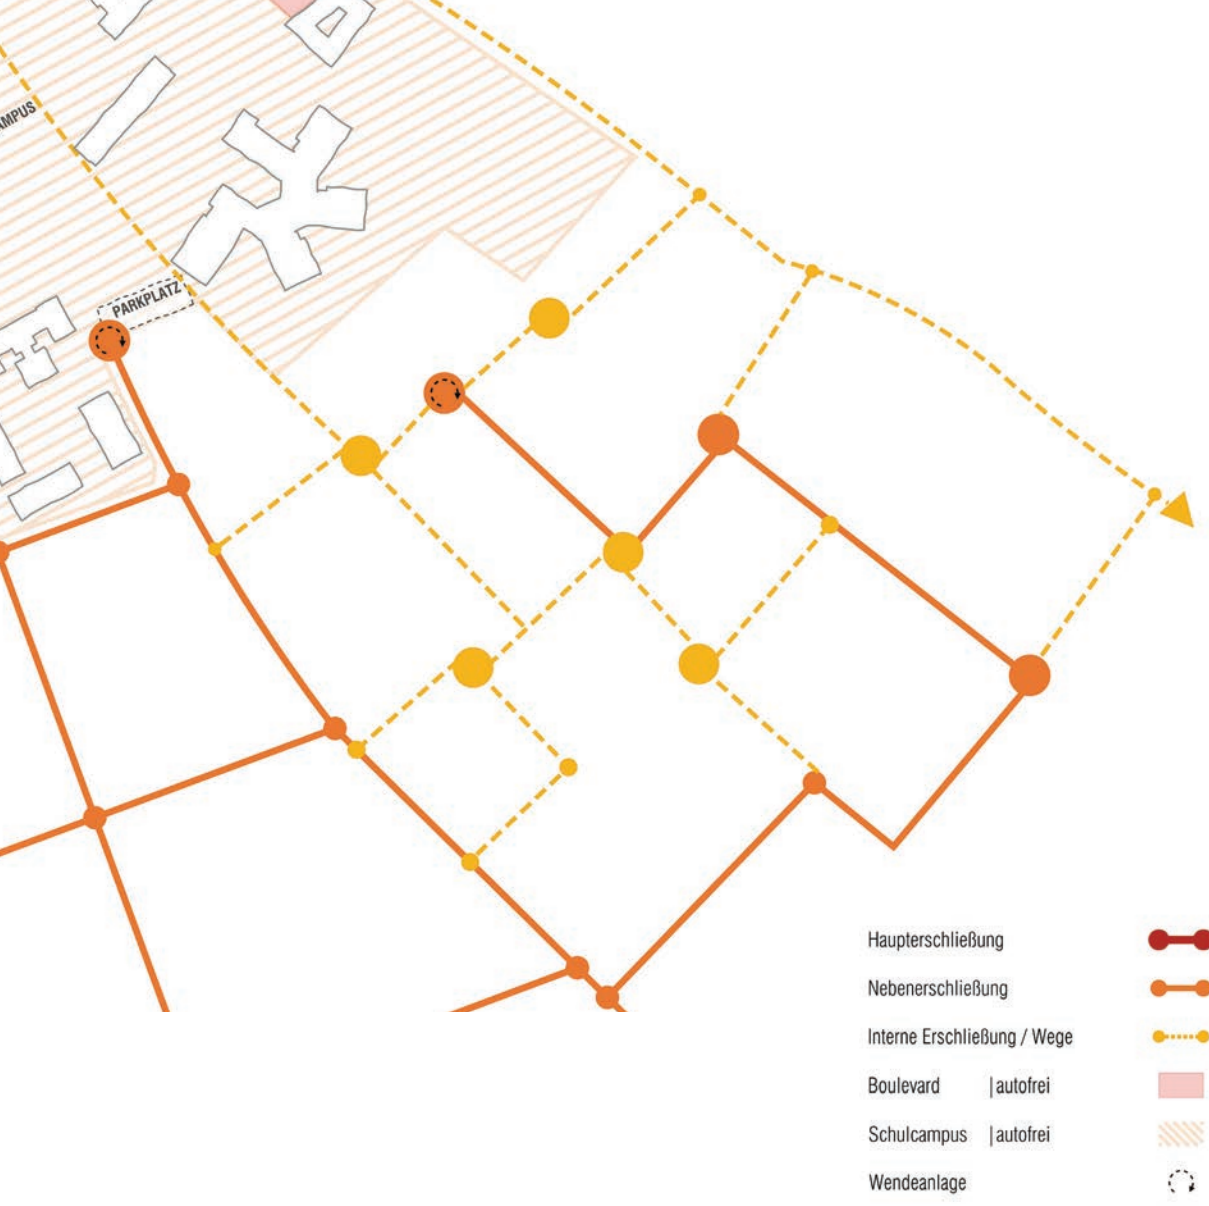 AMPUS
PARKPLATZ
Haupterschließung
Nebenerschließung
Interne Erschließung / Wege
Boulevard |autofrei
Schulcampus |autofrei
Wendeanlage